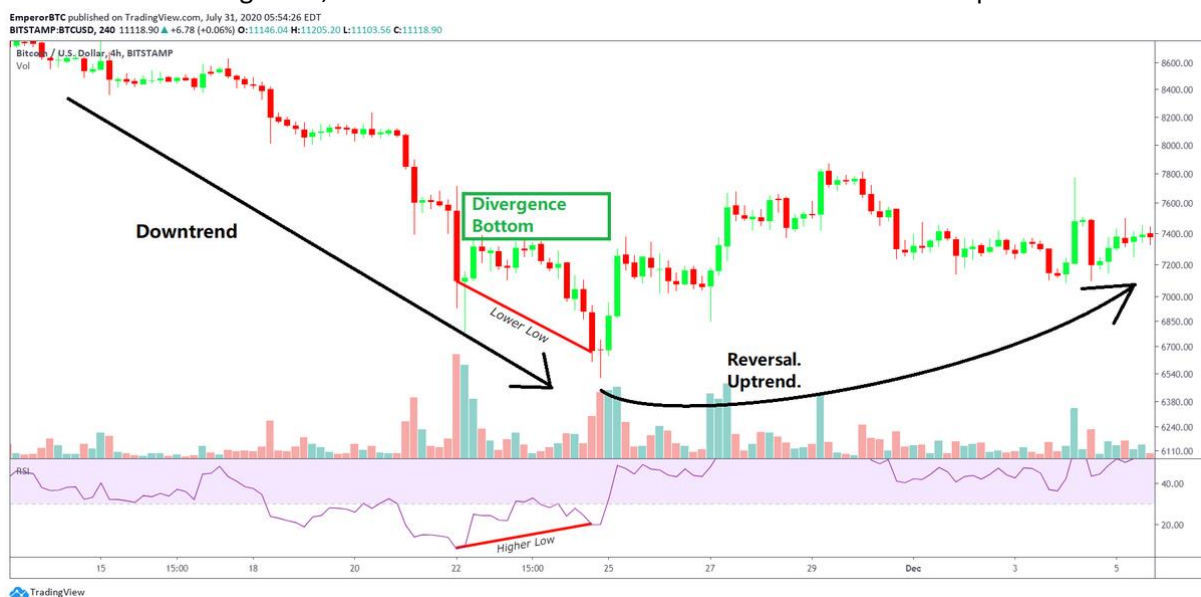 EmperorBTC published on TradingView.com, July 31, 2020 05:54:26 EDT
BITSTAMP:BTCUSD, 240 11118.90 ▲ +6.78 (+0.06%) O:11146.04 H:11205.20 L:11103.56 C:11118.90
Bitcoin / U.S. Dollar, 4h, BITSTAMP
Vol
8600.00
8400.00
8200.00
8000.00
7800.00
7600.00
7400.00
7200.00
7000.00
6850.00
6700.00
6540.00
6380.00
6240.00
6110.00
Divergence
Bottom
Downtrend
Lower Low
Reversal.
Uptrend.
RSI
40.00
20.00
Higher Low
15 15:00 18 20 22 15:00 25 27 29 Dec 3 5
TradingView